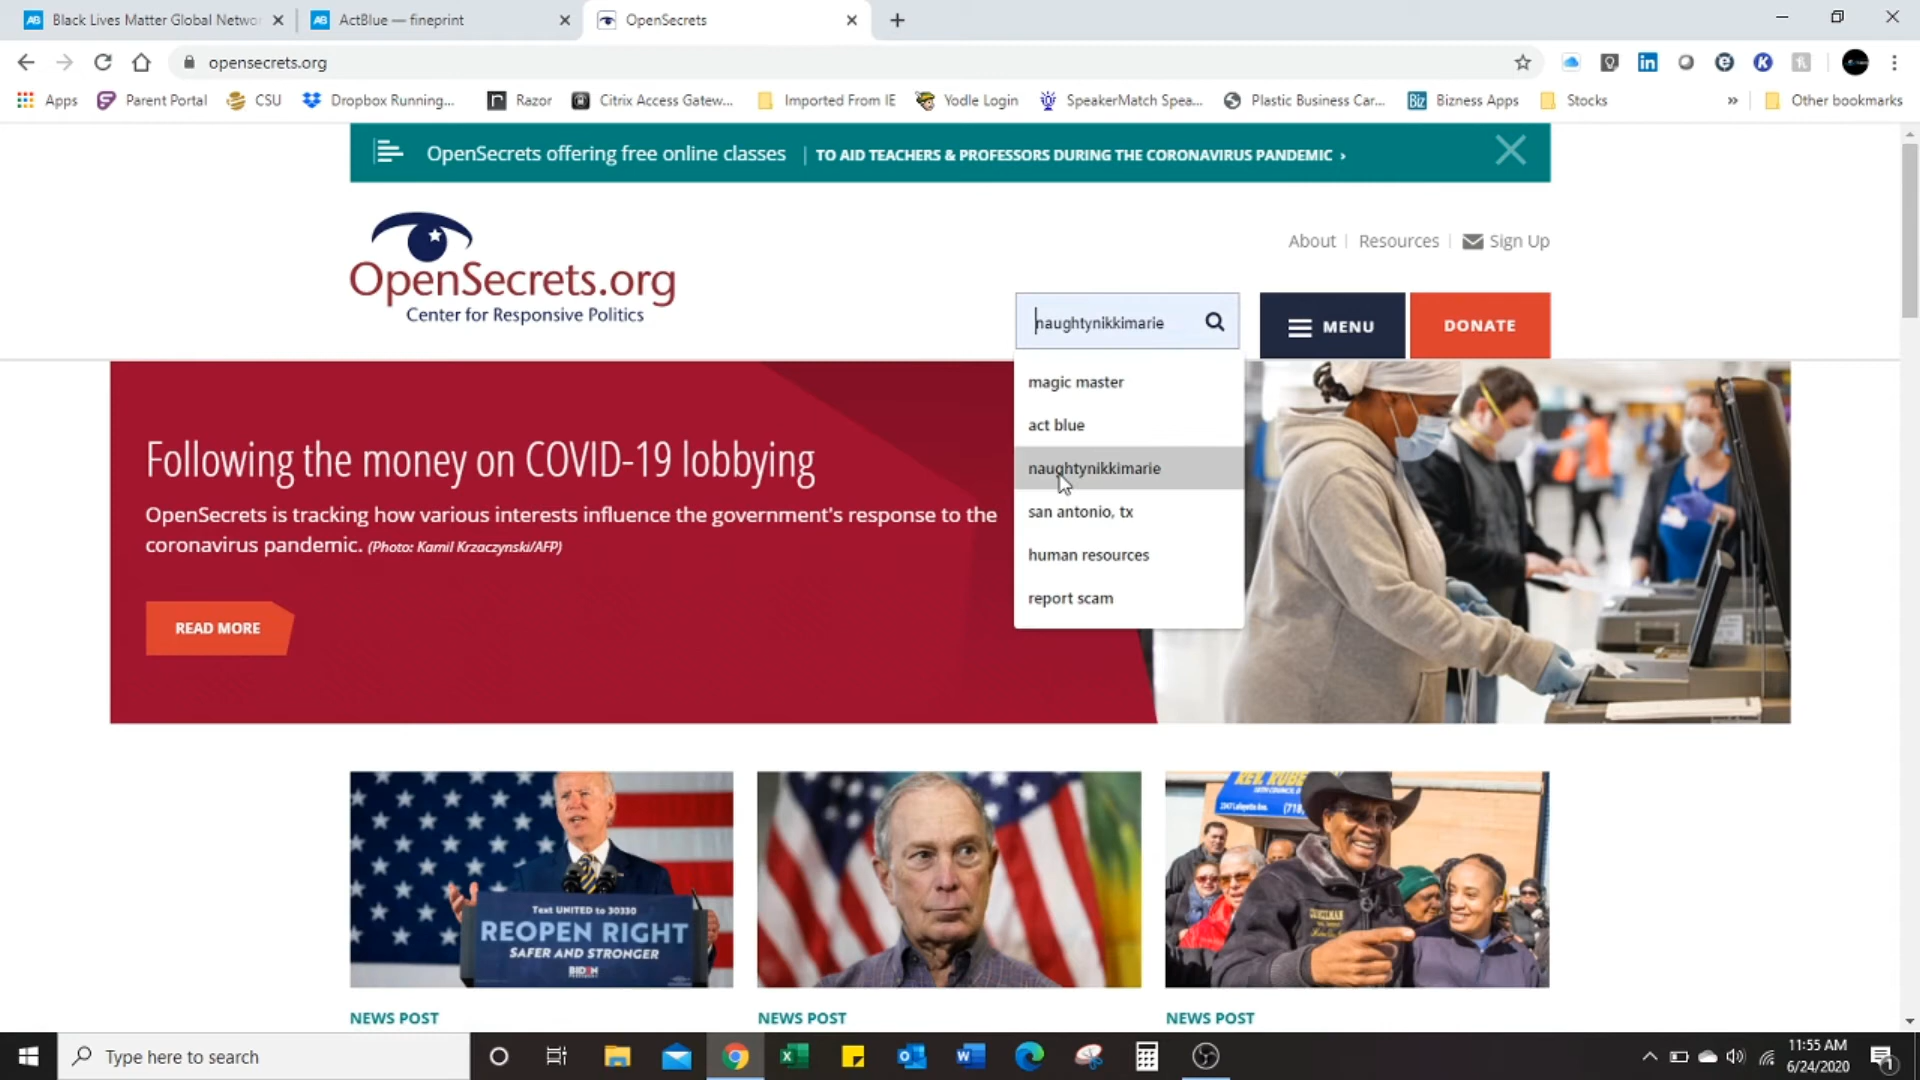 Black Lives Matter Global Netwo
ActBlue — fineprint
OpenSecrets
opensecrets.org
Apps
Parent Portal
CSU
Dropbox Running...
Razor
Citrix Access Gatew...
Imported From IE
Yodle Login
SpeakerMatch Spea...
Plastic Business Car...
Bizness Apps
Stocks
»
Other bookmarks
OpenSecrets offering free online classes | TO AID TEACHERS & PROFESSORS DURING THE CORONAVIRUS PANDEMIC ›
About | Resources | Sign Up
OpenSecrets.org
Center for Responsive Politics
naughtynikkimarie
MENU
DONATE
magic master
act blue
naughtynikkimarie
san antonio, tx
human resources
report scam
Following the money on COVID-19 lobbying
OpenSecrets is tracking how various interests influence the government's response to the
coronavirus pandemic. (Photo: Kamil Krzaczynski/AFP)
READ MORE
Text UNITED to 30330
REOPEN RIGHT
SAFER AND STRONGER
BIDEN
COUNCILMAN
NEWS POST
NEWS POST
NEWS POST
Type here to search
11:55 AM
6/24/2020